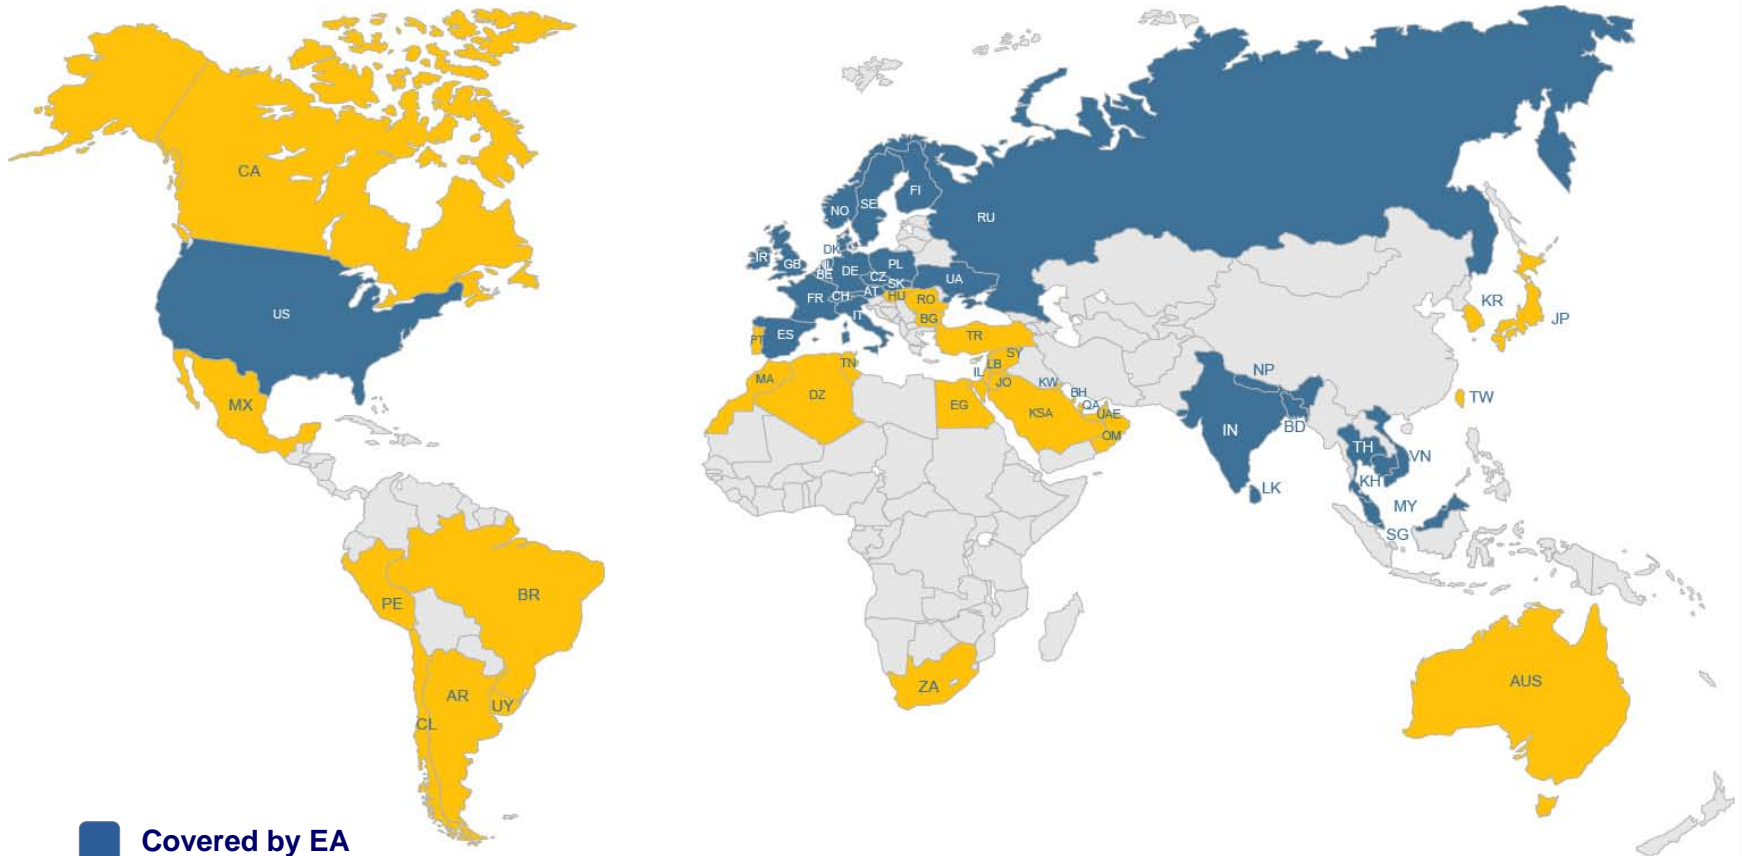 CA
US
MX
PE
BR
AR
UY
CL
NO
SE
FI
RU
DK
IR
GB
NL
BE
DE
PL
CZ
SK
UA
FR
CH
AT
HU
RO
IT
BG
PT
ES
TR
MA
DZ
TN
SY
LB
IL
JO
KW
BH
QA
UAE
EG
KSA
OM
ZA
NP
IN
BD
LK
TH
VN
KH
MY
SG
KR
JP
TW
AUS
Covered by EA